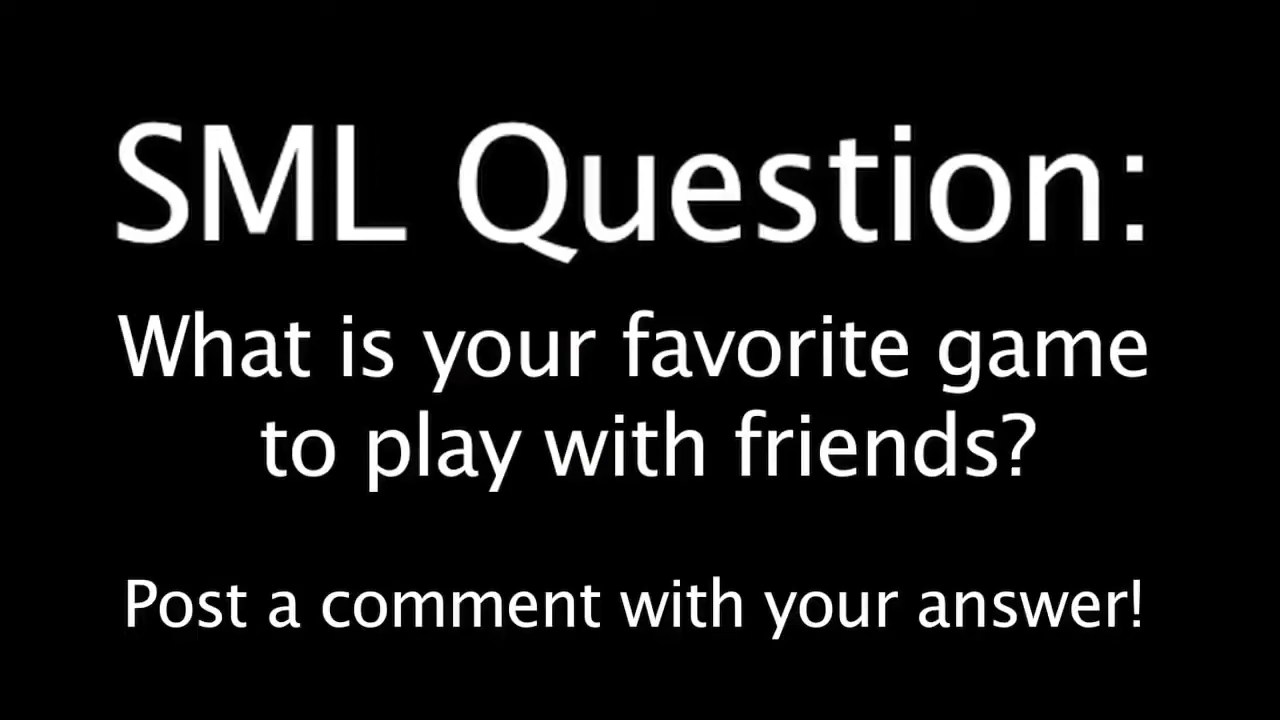 SML Question:
What is your favorite game
to play with friends?
Post a comment with your answer!